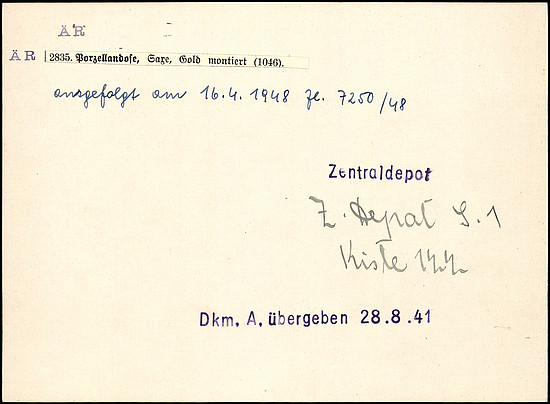 ÄR
ÄR 2835. Porzellandose, Saxe, Gold montiert (1046).
ausgefolgt am 16.4.1948 Zl. 7250/48
Zentraldepot
Z. Depot S. 1
Kiste
Dkm. A. übergeben 28.8.41